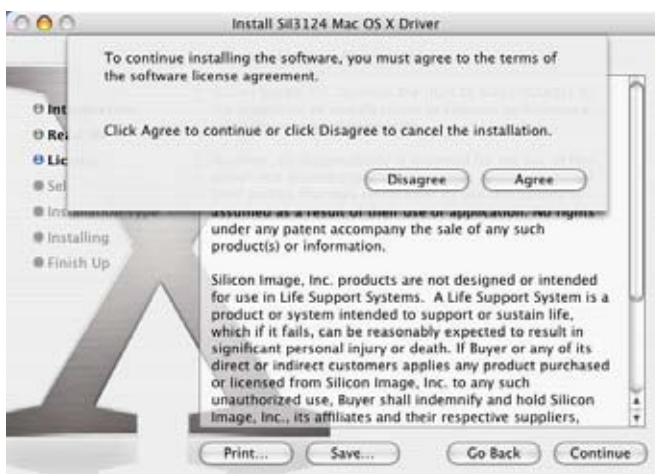 Install Sil3124 Mac OS X Driver
To continue installing the software, you must agree to the terms of
the software license agreement.
Click Agree to continue or click Disagree to cancel the installation.
Disagree
Agree
Int
Rea
Lic
Sel
Installation Type
Installing
Finish Up
assumed as a result of their use or application. No rights
under any patent accompany the sale of any such
product(s) or information.
Silicon Image, Inc. products are not designed or intended
for use in Life Support Systems. A Life Support System is a
product or system intended to support or sustain life,
which if it fails, can be reasonably expected to result in
significant personal injury or death. If Buyer or any of its
direct or indirect customers applies any product purchased
or licensed from Silicon Image, Inc. to any such
unauthorized use, Buyer shall indemnify and hold Silicon
Image, Inc., its affiliates and their respective suppliers,
Print...
Save...
Go Back
Continue